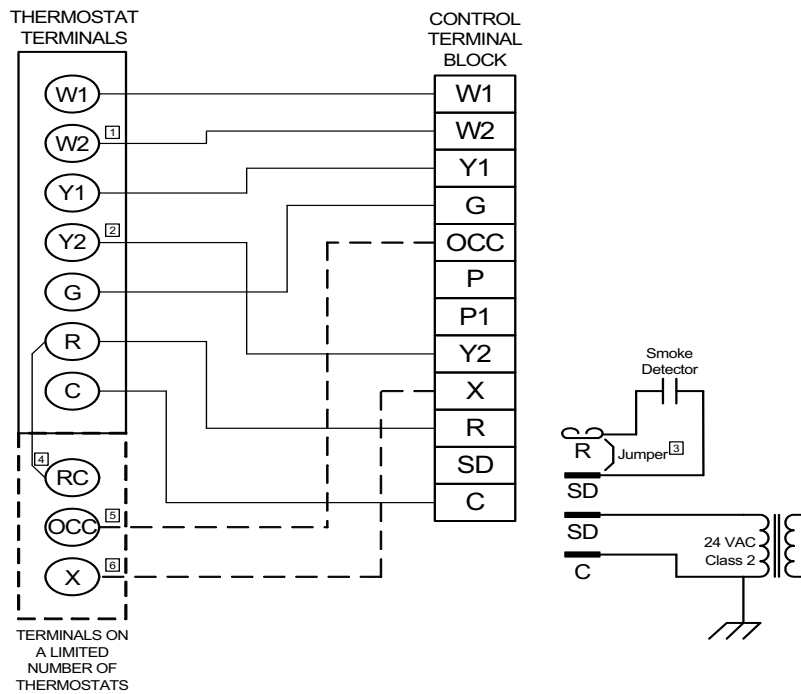 THERMOSTAT
TERMINALS
W1
W2 1
Y1
Y2 2
G
R
C
4 RC
OCC 5
X 6
TERMINALS ON
A LIMITED
NUMBER OF
THERMOSTATS
CONTROL
TERMINAL
BLOCK
W1
W2
Y1
G
OCC
P
P1
Y2
X
R
SD
C
Smoke
Detector
R
Jumper 3
SD
SD
C
24 VAC
Class 2